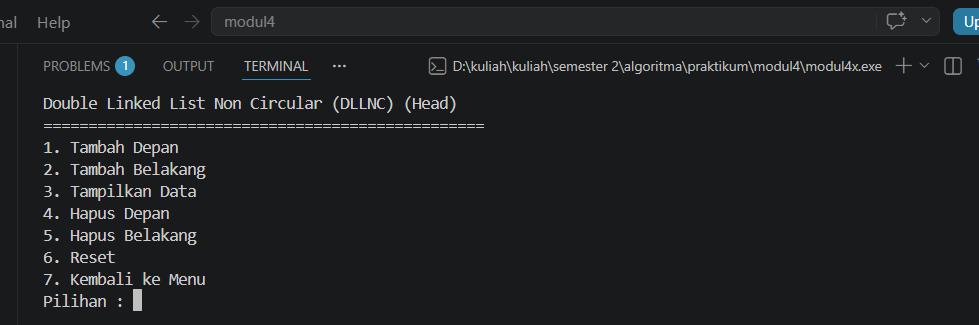 Help ← → modul4
PROBLEMS 1 OUTPUT TERMINAL ··· D:\kuliah\kuliah\semester 2\algoritma\praktikum\modul4\modul4x.exe
Double Linked List Non Circular (DLLNC) (Head)
=================================================
1. Tambah Depan
2. Tambah Belakang
3. Tampilkan Data
4. Hapus Depan
5. Hapus Belakang
6. Reset
7. Kembali ke Menu
Pilihan :